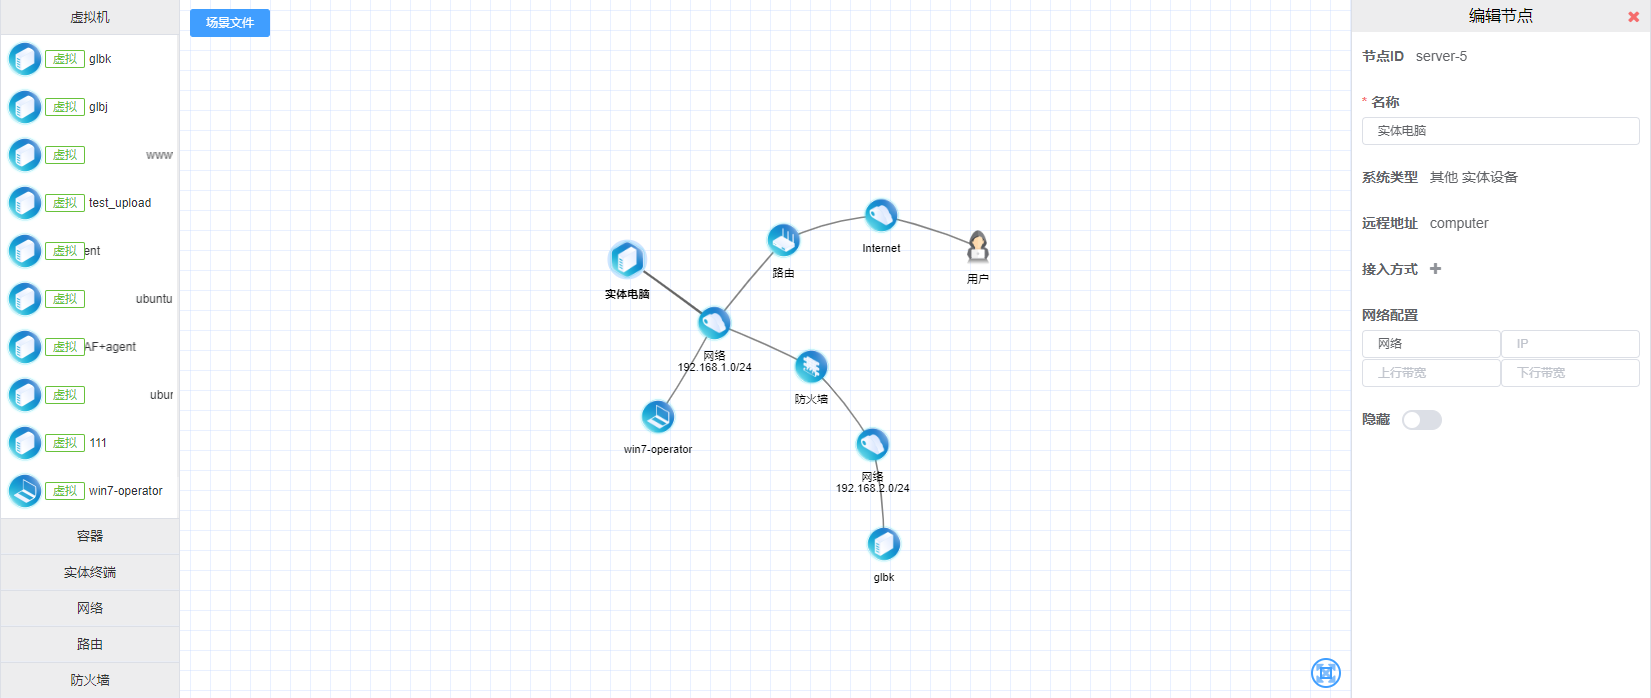 虚拟机
虚拟 glbk
虚拟 glbj
虚拟 www
虚拟 test_upload
虚拟 ent
虚拟 ubuntu
虚拟 AF+agent
虚拟 ubur
虚拟 111
虚拟 win7-operator
容器
实体终端
网络
路由
防火墙
场景文件
Internet
路由
用户
实体电脑
网络
192.168.1.0/24
防火墙
win7-operator
网络
192.168.2.0/24
glbk
编辑节点
节点ID server-5
* 名称
实体电脑
系统类型 其他 实体设备
远程地址 computer
接入方式
网络配置
网络 IP
上行带宽 下行带宽
隐藏